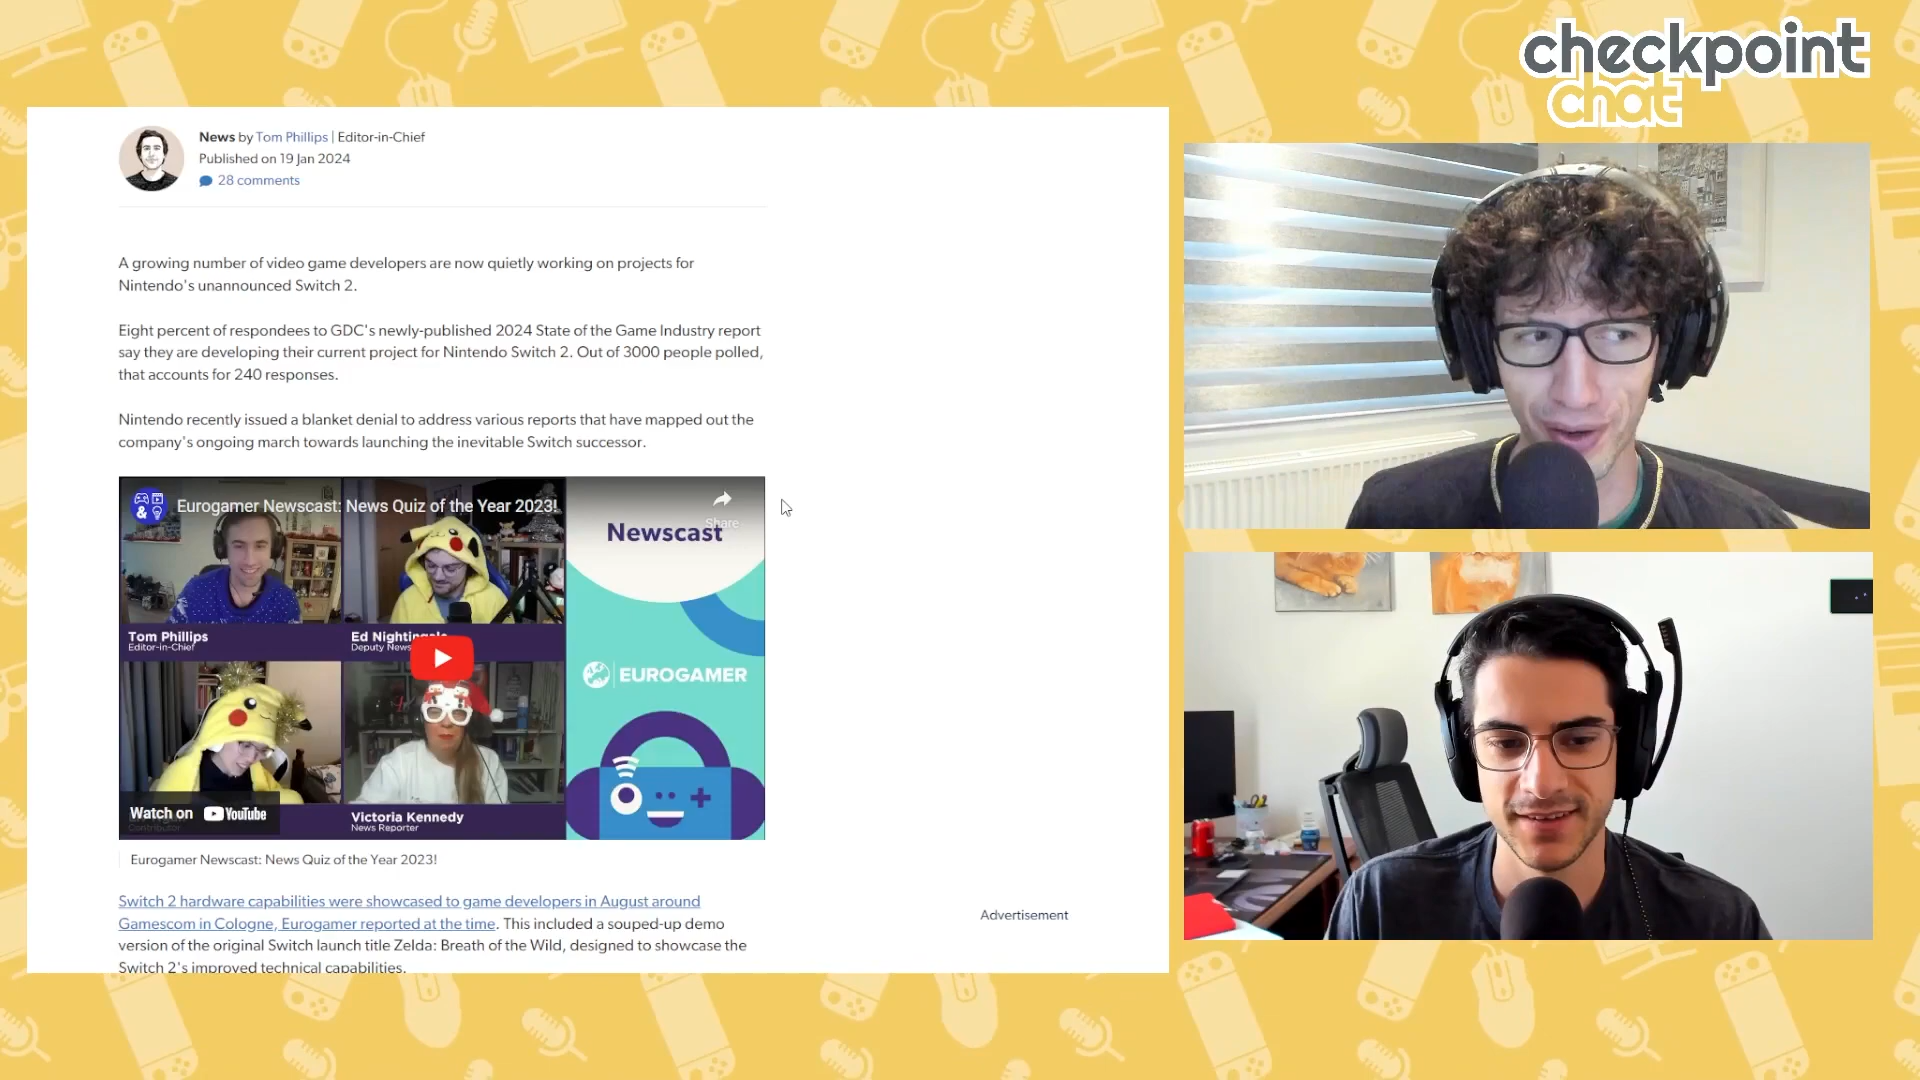 checkpoint
chat
News by Tom Phillips | Editor-in-Chief
Published on 19 Jan 2024
28 comments
A growing number of video game developers are now quietly working on projects for
Nintendo's unannounced Switch 2.
Eight percent of respondees to GDC's newly-published 2024 State of the Game Industry report
say they are developing their current project for Nintendo Switch 2. Out of 3000 people polled,
that accounts for 240 responses.
Nintendo recently issued a blanket denial to address various reports that have mapped out the
company's ongoing march towards launching the inevitable Switch successor.
Eurogamer Newscast: News Quiz of the Year 2023!
Share
Newscast
Tom Phillips
Editor-in-Chief
Ed Nightingale
Deputy News
EUROGAMER
Watch on YouTube
Contributor
Victoria Kennedy
News Reporter
Eurogamer Newscast: News Quiz of the Year 2023!
Switch 2 hardware capabilities were showcased to game developers in August around
Gamescom in Cologne, Eurogamer reported at the time. This included a souped-up demo
version of the original Switch launch title Zelda: Breath of the Wild, designed to showcase the
Switch 2's improved technical capabilities.
Advertisement